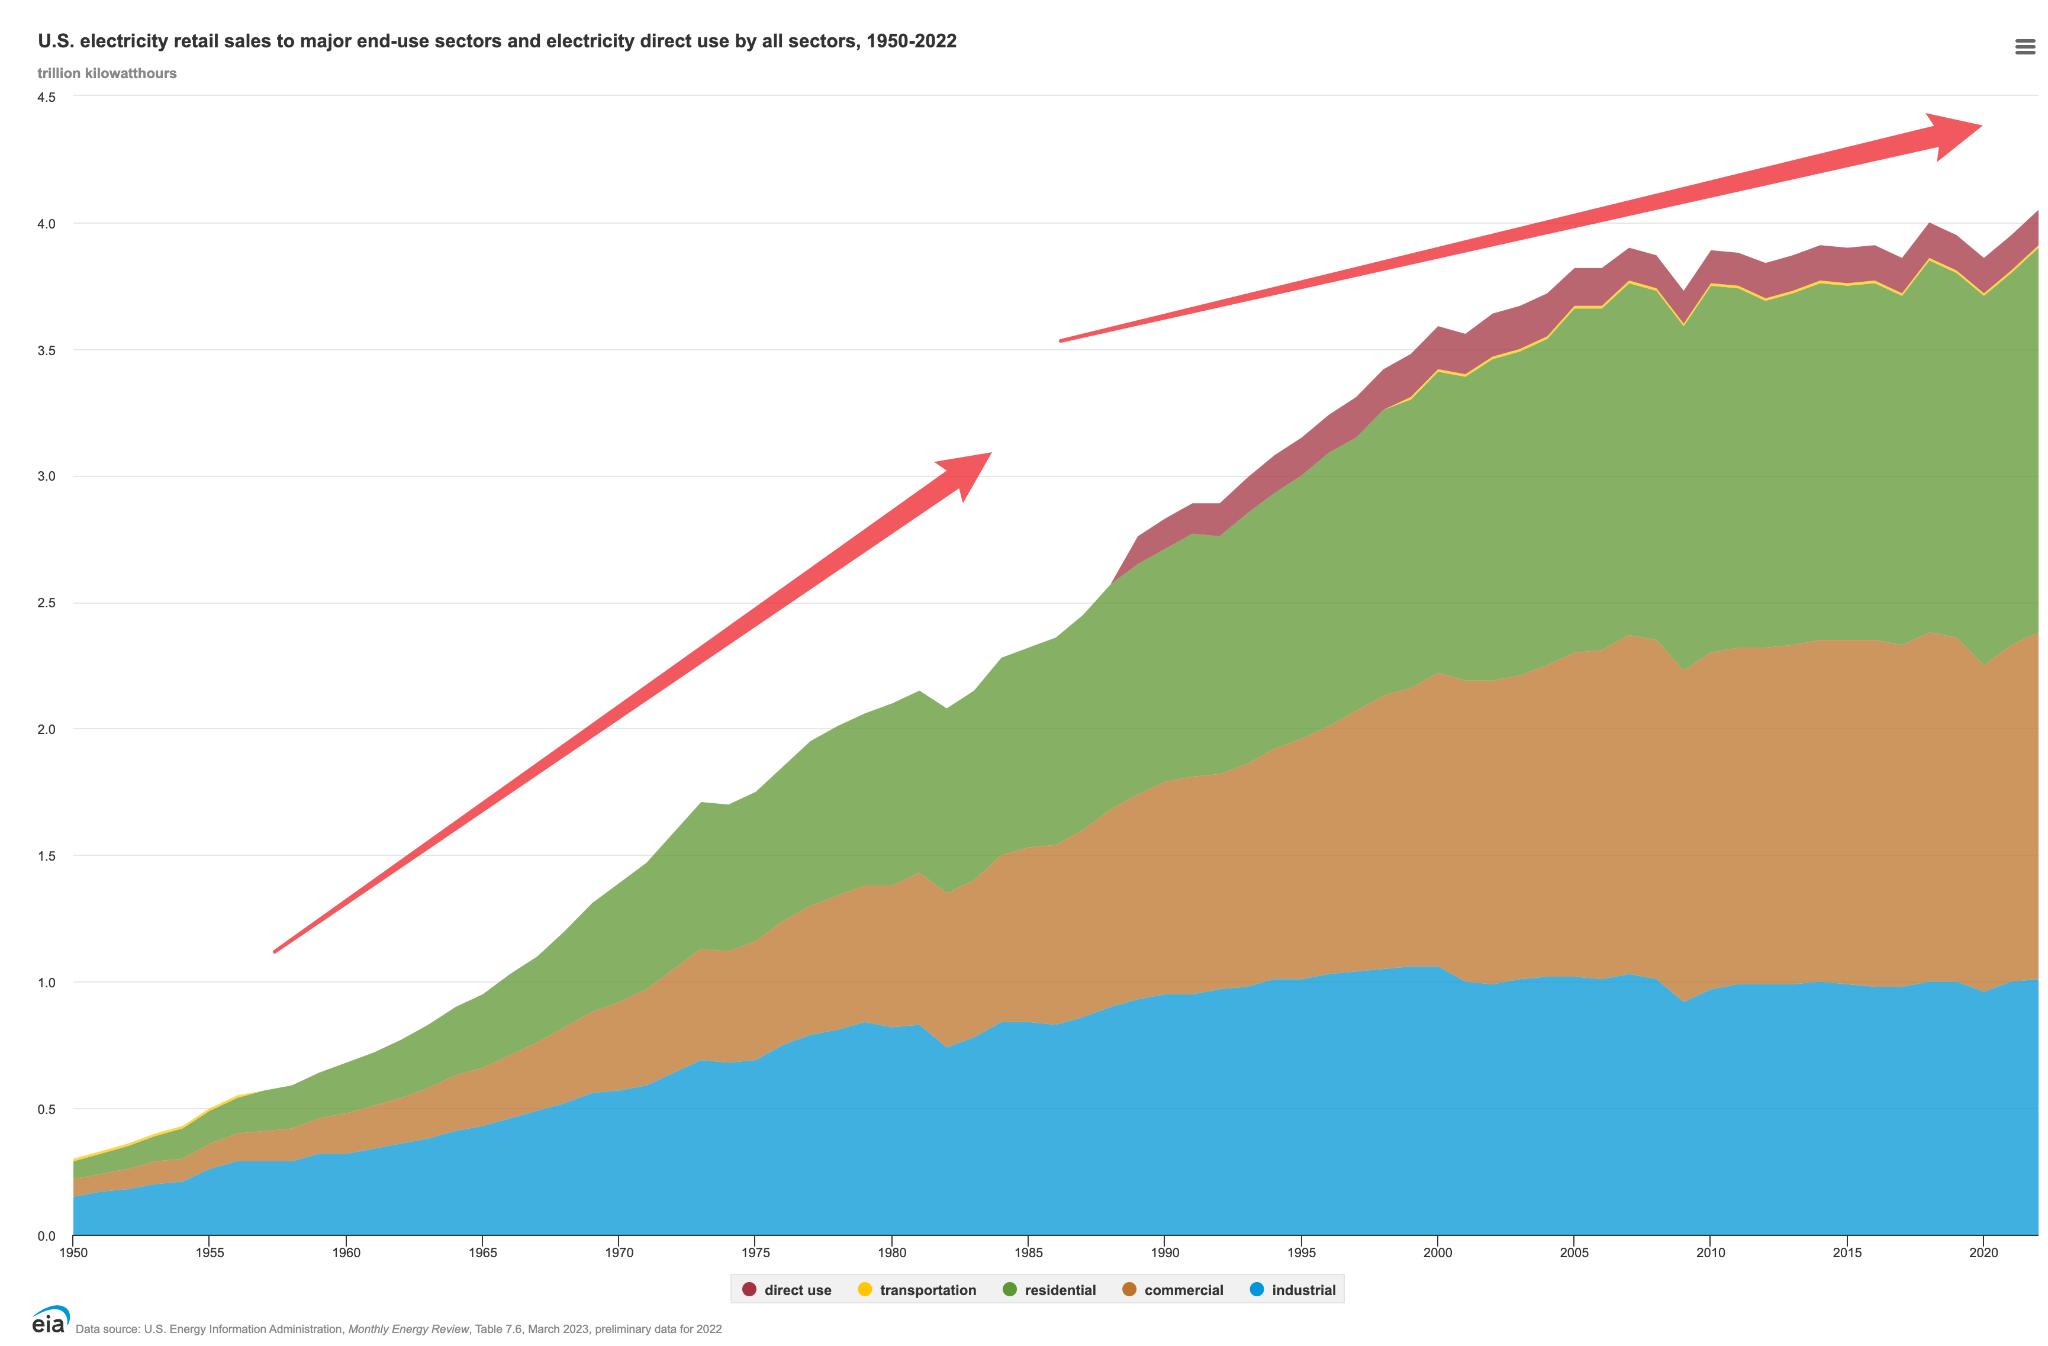 U.S. electricity retail sales to major end-use sectors and electricity direct use by all sectors, 1950-2022
trillion kilowatthours
4.5
4.0
3.5
3.0
2.5
2.0
1.5
1.0
0.5
0.0
1950 1955 1960 1965 1970 1975 1980 1985 1990 1995 2000 2005 2010 2015 2020
direct use transportation residential commercial industrial
eia Data source: U.S. Energy Information Administration, Monthly Energy Review, Table 7.6, March 2023, preliminary data for 2022